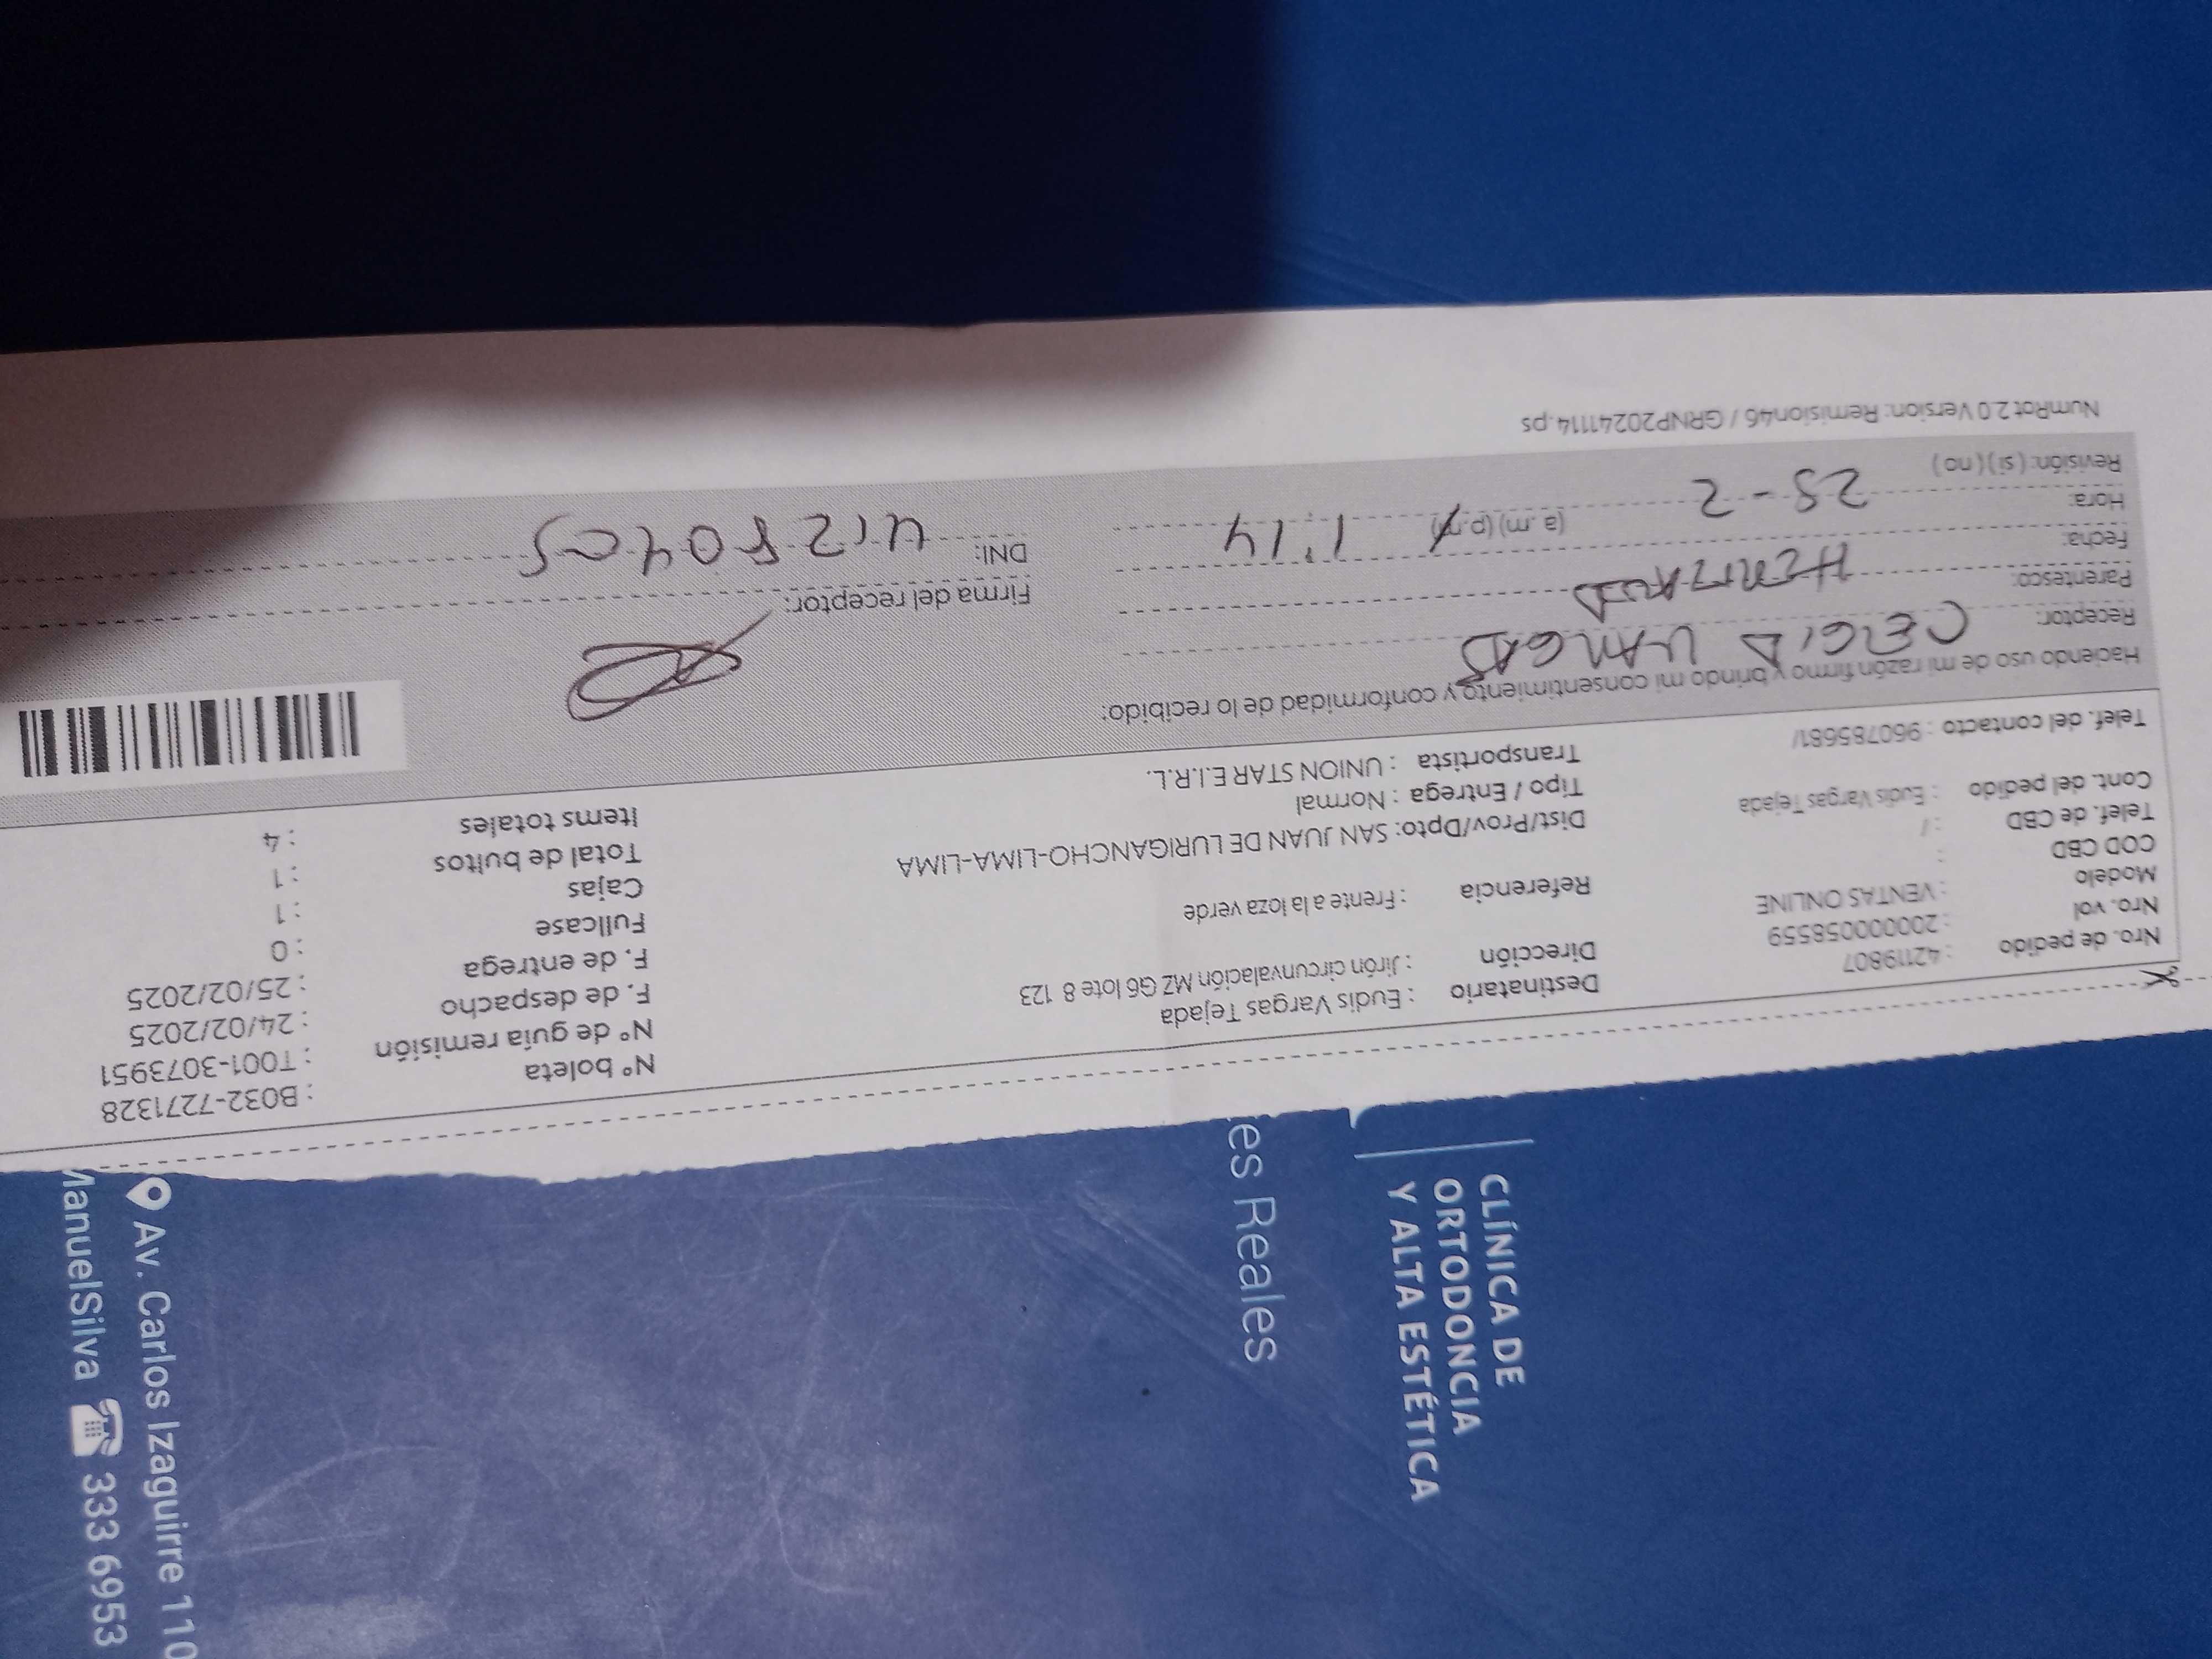 Nro. de pedido : 42119807
Nro. vol : 2000058559
Modelo : VENTAS ONLINE
COD CBD :
Telef. de CBD : /
Cont. del pedido : Eudis Vargas Tejada
Telef. del contacto : 960785681/
Destinatario : Eudis Vargas Tejada
Dirección : Jirón circunvalación MZ G6 lote 8 123
Referencia : Frente a la loza verde
Dist/Prov/Dpto: SAN JUAN DE LURIGANCHO-LIMA-LIMA
Tipo / Entrega : Normal
Transportista : UNION STAR E.I.R.L.
Nº boleta : B032-7271328
Nº de guía remisión : T001-3073951
F. de despacho : 24/02/2025
F. de entrega : 25/02/2025
Fullcase : 0
Cajas : 1
Total de bultos : 1
Items totales : 4
Haciendo uso de mi razón firmo y brindo mi consentimiento y conformidad de lo recibido:
Receptor: VARGAS
Parentesco: HERMANO
Fecha: 25-2
Hora: (a.m) (p.m) 1:14
Revisión: (si) (no)
Firma del receptor:
DNI:
NumRot 2.0 Version: Remision46 / GRNP20241114.ps
CLÍNICA DE
ORTODONCIA
Y ALTA ESTÉTICA
es Reales
Av. Carlos Izaguirre 110
ManuelSilva 333 6953